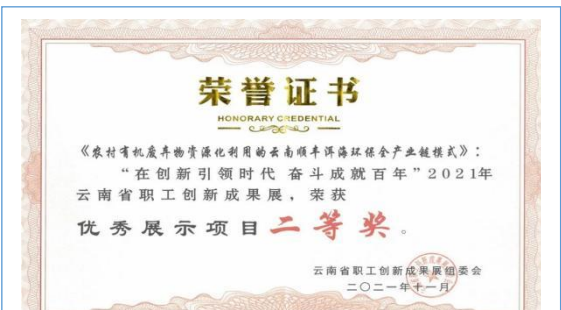 荣誉证书
HONORARY CREDENTIAL
《农村有机废弃物资源化利用的云南顺丰洱海环保全产业链模式》：
“在创新引领时代 奋斗成就百年”2021年
云南省职工创新成果展，荣获
优秀展示项目二等奖。
云南省职工创新成果展组委会
二〇二一年十一月